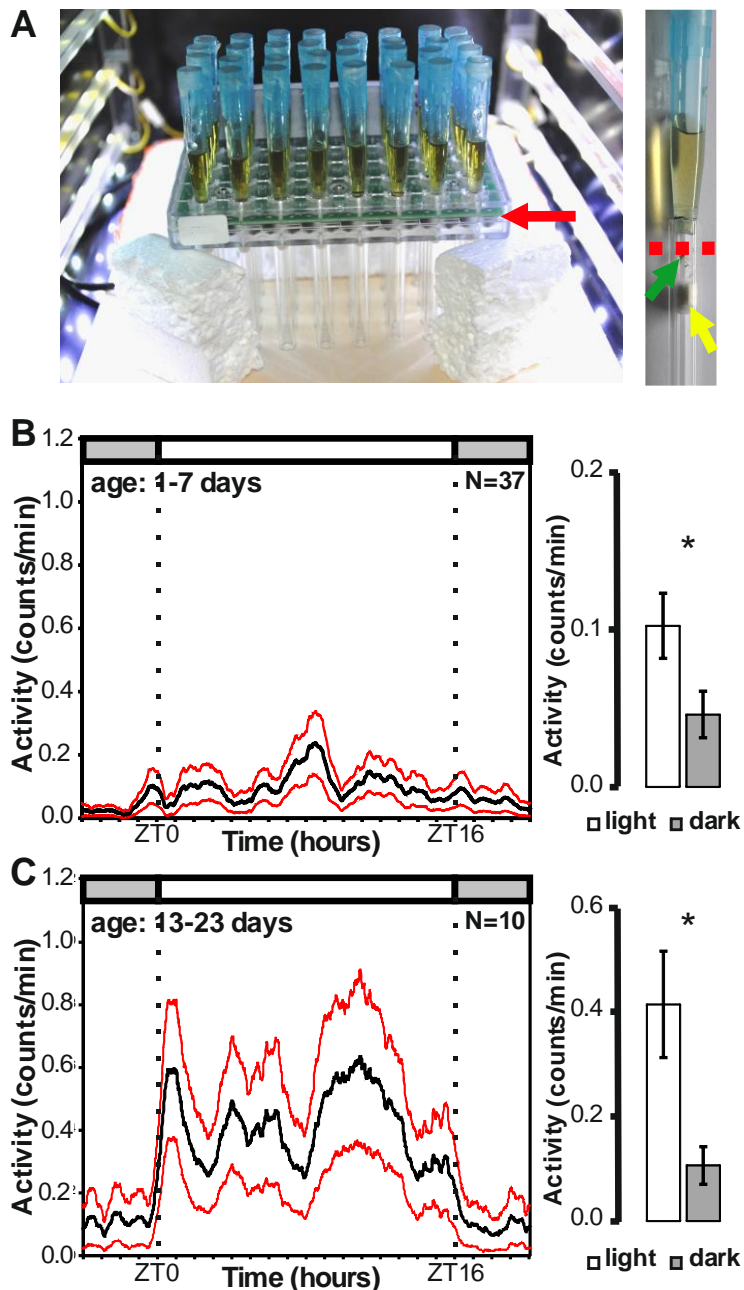 A
B
1.2
1.0
0.8
0.6
0.4
0.2
0.0
Activity (counts/min)
age: 1-7 days
N=37
ZT0
Time (hours)
ZT16
0.2
0.1
0.0
Activity (counts/min)
*
light
dark
C
1.2
1.0
0.8
0.6
0.4
0.2
0.0
Activity (counts/min)
age: 13-23 days
N=10
ZT0
Time (hours)
ZT16
0.6
0.4
0.2
0.0
Activity (counts/min)
*
light
dark